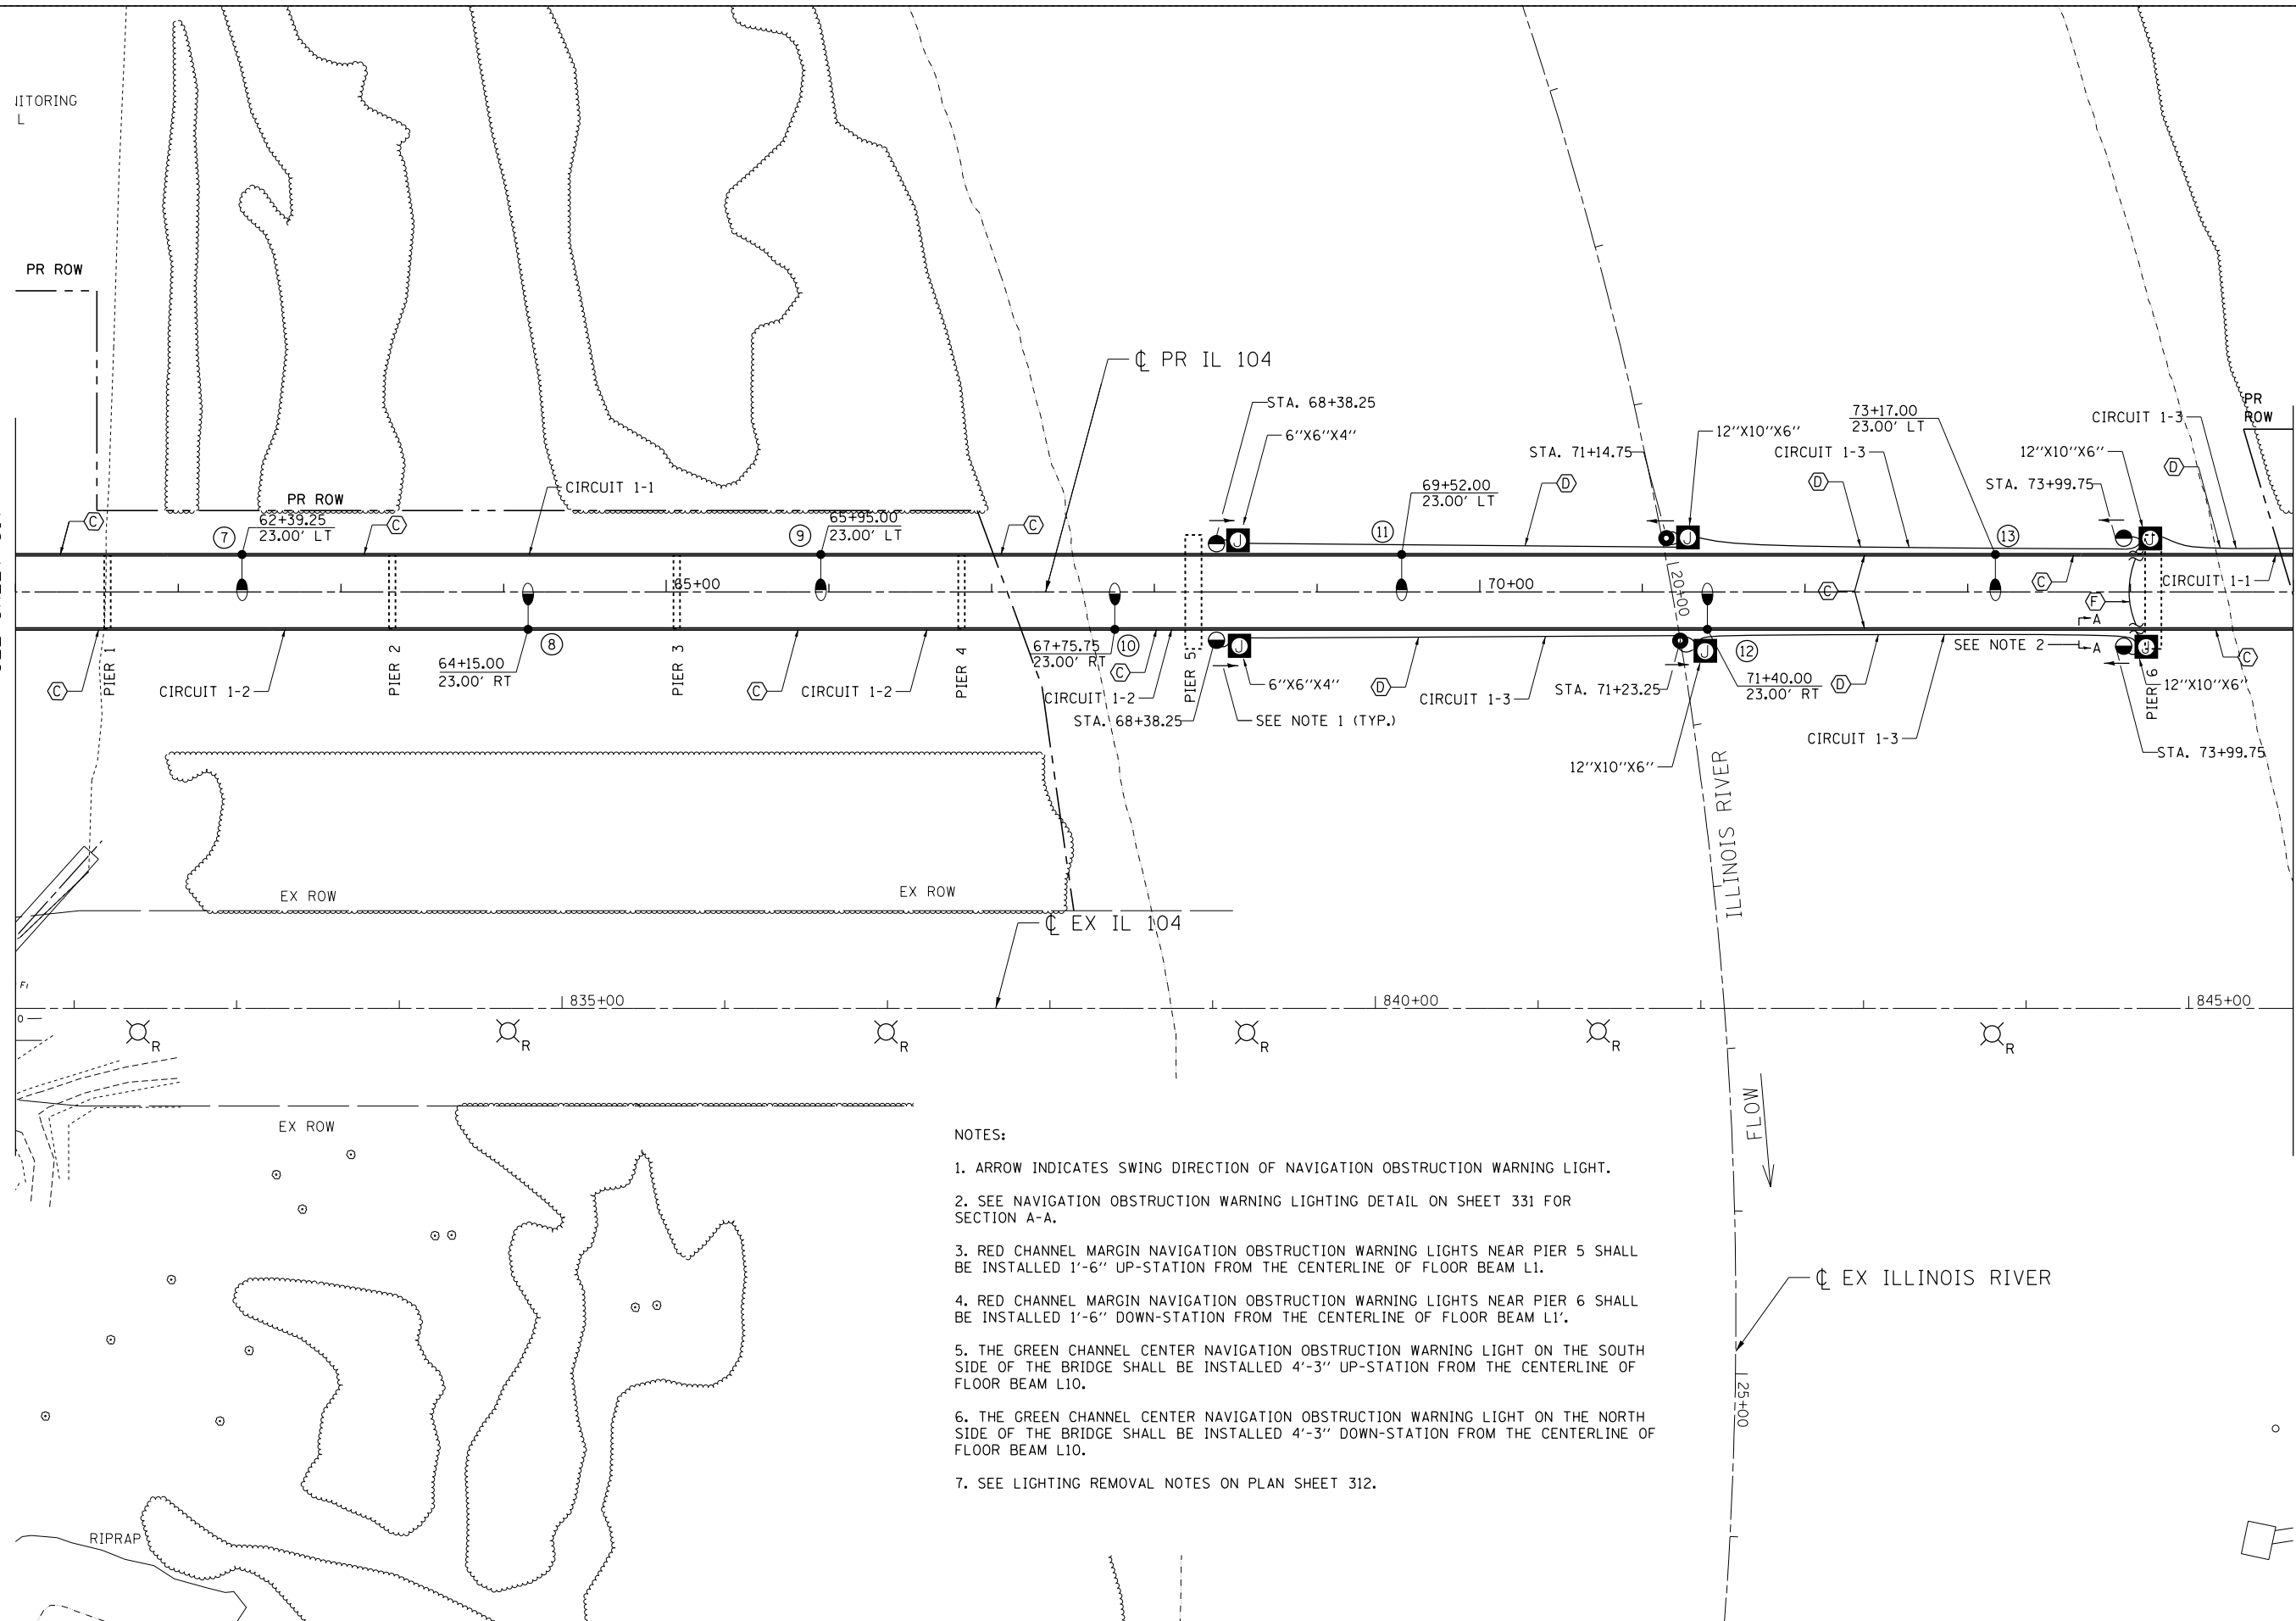 NITORING
L
PR ROW
PR ROW
CIRCUIT 1-1
C
7
62+39.25
23.00' LT
C
9
65+95.00
23.00' LT
C
℄ PR IL 104
STA. 68+38.25
6"X6"X4"
J
11
69+52.00
23.00' LT
D
STA. 71+14.75
12"X10"X6"
J
73+17.00
23.00' LT
CIRCUIT 1-3
D
13
CIRCUIT 1-3
12"X10"X6"
STA. 73+99.75
J
D
PR
ROW
CIRCUIT 1-1
C
C
F
A
A
65+00
70+00
20+00
C
PIER 1
CIRCUIT 1-2
PIER 2
64+15.00
23.00' RT
8
PIER 3
C
CIRCUIT 1-2
PIER 4
67+75.75
23.00' RT
10
C
CIRCUIT 1-2
STA. 68+38.25
PIER 5
J
6"X6"X4"
SEE NOTE 1 (TYP.)
D
CIRCUIT 1-3
STA. 71+23.25
J
12
71+40.00
23.00' RT
D
12"X10"X6"
CIRCUIT 1-3
SEE NOTE 2
J
PIER 6
12"X10"X6"
C
STA. 73+99.75
ILLINOIS RIVER
EX ROW
EX ROW
℄ EX IL 104
835+00
840+00
845+00
R
R
R
R
R
R
EX ROW
FLOW
℄ EX ILLINOIS RIVER
25+00
RIPRAP
NOTES:
1. ARROW INDICATES SWING DIRECTION OF NAVIGATION OBSTRUCTION WARNING LIGHT.
2. SEE NAVIGATION OBSTRUCTION WARNING LIGHTING DETAIL ON SHEET 331 FOR
SECTION A-A.
3. RED CHANNEL MARGIN NAVIGATION OBSTRUCTION WARNING LIGHTS NEAR PIER 5 SHALL
BE INSTALLED 1'-6" UP-STATION FROM THE CENTERLINE OF FLOOR BEAM L1.
4. RED CHANNEL MARGIN NAVIGATION OBSTRUCTION WARNING LIGHTS NEAR PIER 6 SHALL
BE INSTALLED 1'-6" DOWN-STATION FROM THE CENTERLINE OF FLOOR BEAM L1'.
5. THE GREEN CHANNEL CENTER NAVIGATION OBSTRUCTION WARNING LIGHT ON THE SOUTH
SIDE OF THE BRIDGE SHALL BE INSTALLED 4'-3" UP-STATION FROM THE CENTERLINE OF
FLOOR BEAM L10.
6. THE GREEN CHANNEL CENTER NAVIGATION OBSTRUCTION WARNING LIGHT ON THE NORTH
SIDE OF THE BRIDGE SHALL BE INSTALLED 4'-3" DOWN-STATION FROM THE CENTERLINE OF
FLOOR BEAM L10.
7. SEE LIGHTING REMOVAL NOTES ON PLAN SHEET 312.